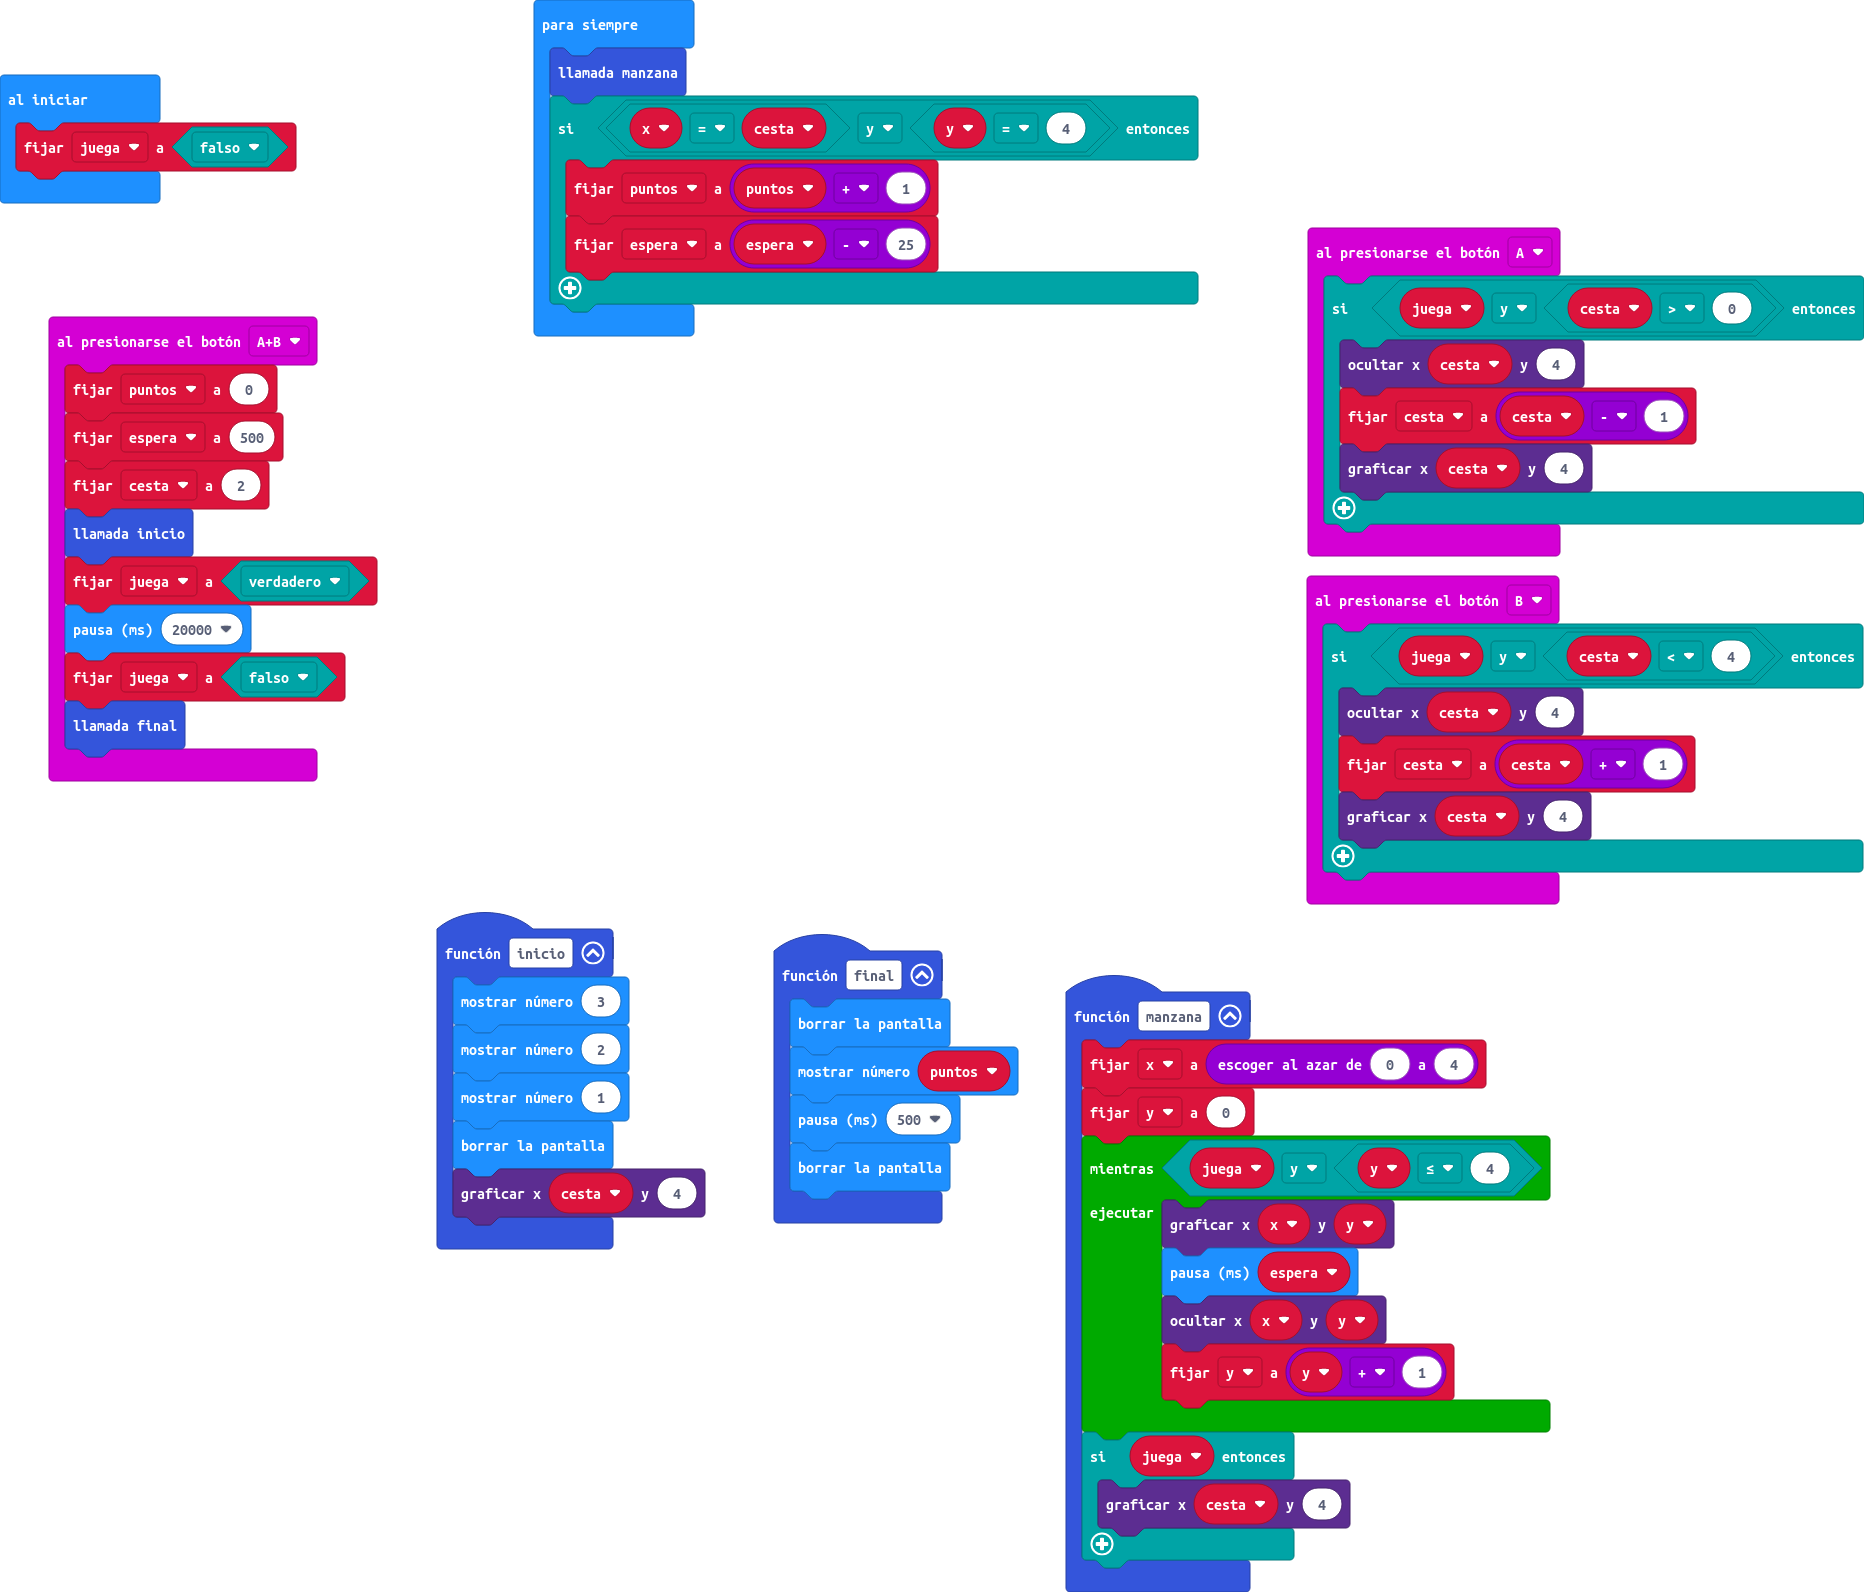 al iniciar
fijar juega a falso
para siempre
llamada manzana
si x = cesta y y = 4 entonces
fijar puntos a puntos + 1
fijar espera a espera - 25
al presionarse el botón A+B
fijar puntos a 0
fijar espera a 500
fijar cesta a 2
llamada inicio
fijar juega a verdadero
pausa (ms) 20000
fijar juega a falso
llamada final
al presionarse el botón A
si juega y cesta > 0 entonces
ocultar x cesta y 4
fijar cesta a cesta - 1
graficar x cesta y 4
al presionarse el botón B
si juega y cesta < 4 entonces
ocultar x cesta y 4
fijar cesta a cesta + 1
graficar x cesta y 4
función inicio
mostrar número 3
mostrar número 2
mostrar número 1
borrar la pantalla
graficar x cesta y 4
función final
borrar la pantalla
mostrar número puntos
pausa (ms) 500
borrar la pantalla
función manzana
fijar x a escoger al azar de 0 a 4
fijar y a 0
mientras juega y y ≤ 4
ejecutar
graficar x x y y
pausa (ms) espera
ocultar x x y y
fijar y a y + 1
si juega entonces
graficar x cesta y 4